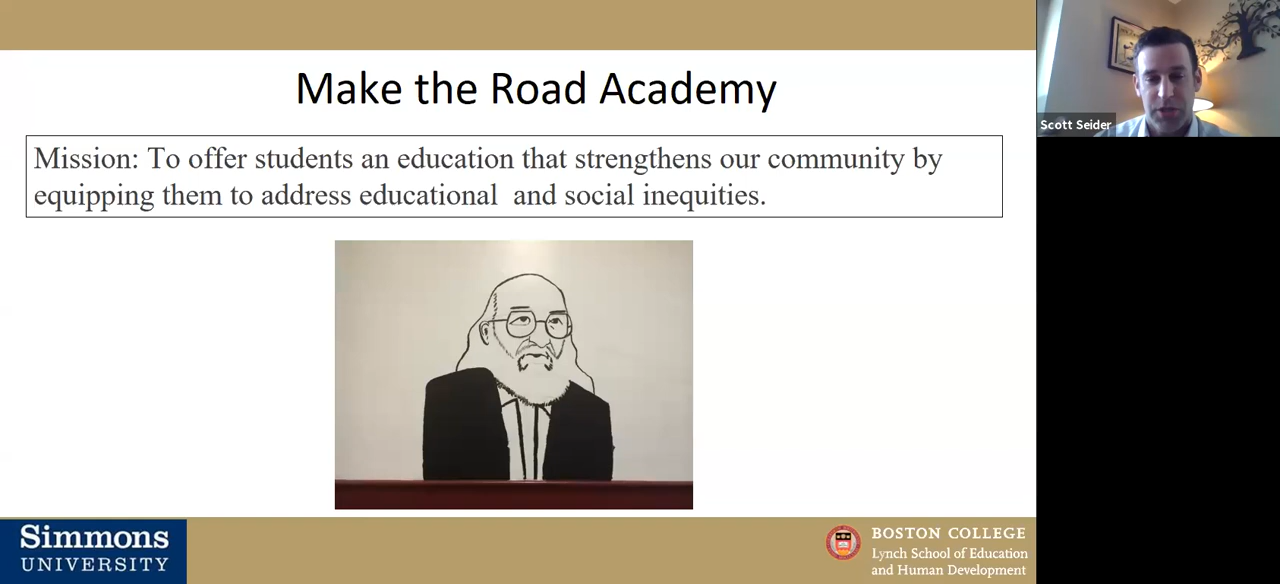 Make the Road Academy
Mission: To offer students an education that strengthens our community by
equipping them to address educational  and social inequities.
Scott Seider
Simmons
UNIVERSITY
BOSTON COLLEGE
Lynch School of Education
and Human Development